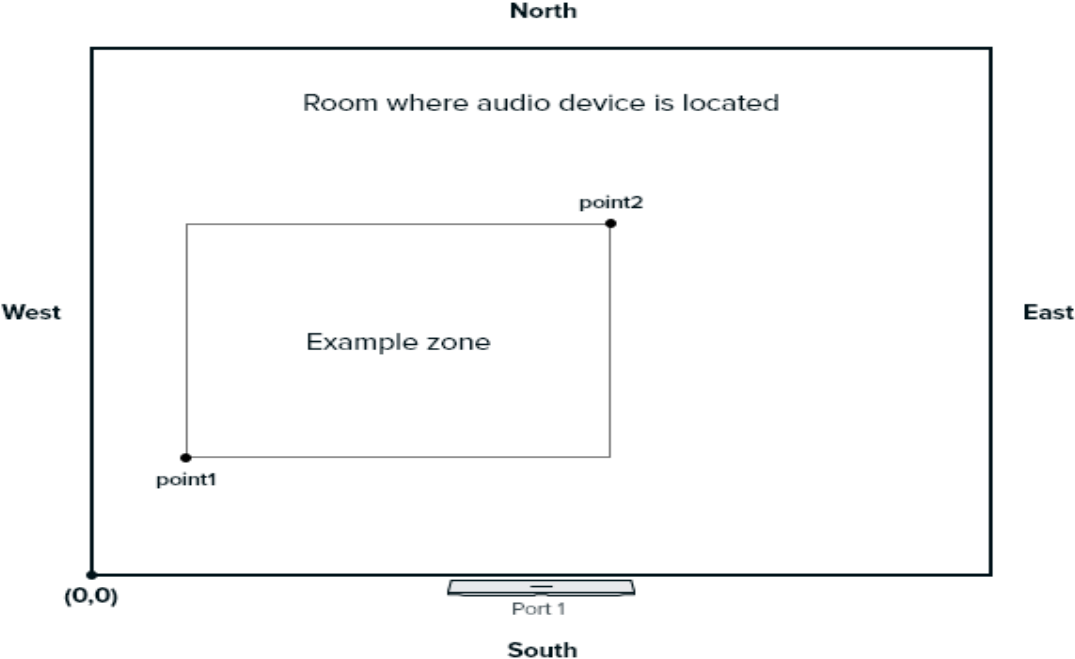 North
Room where audio device is located
point2
West
East
Example zone
point1
(0,0)
Port 1
South